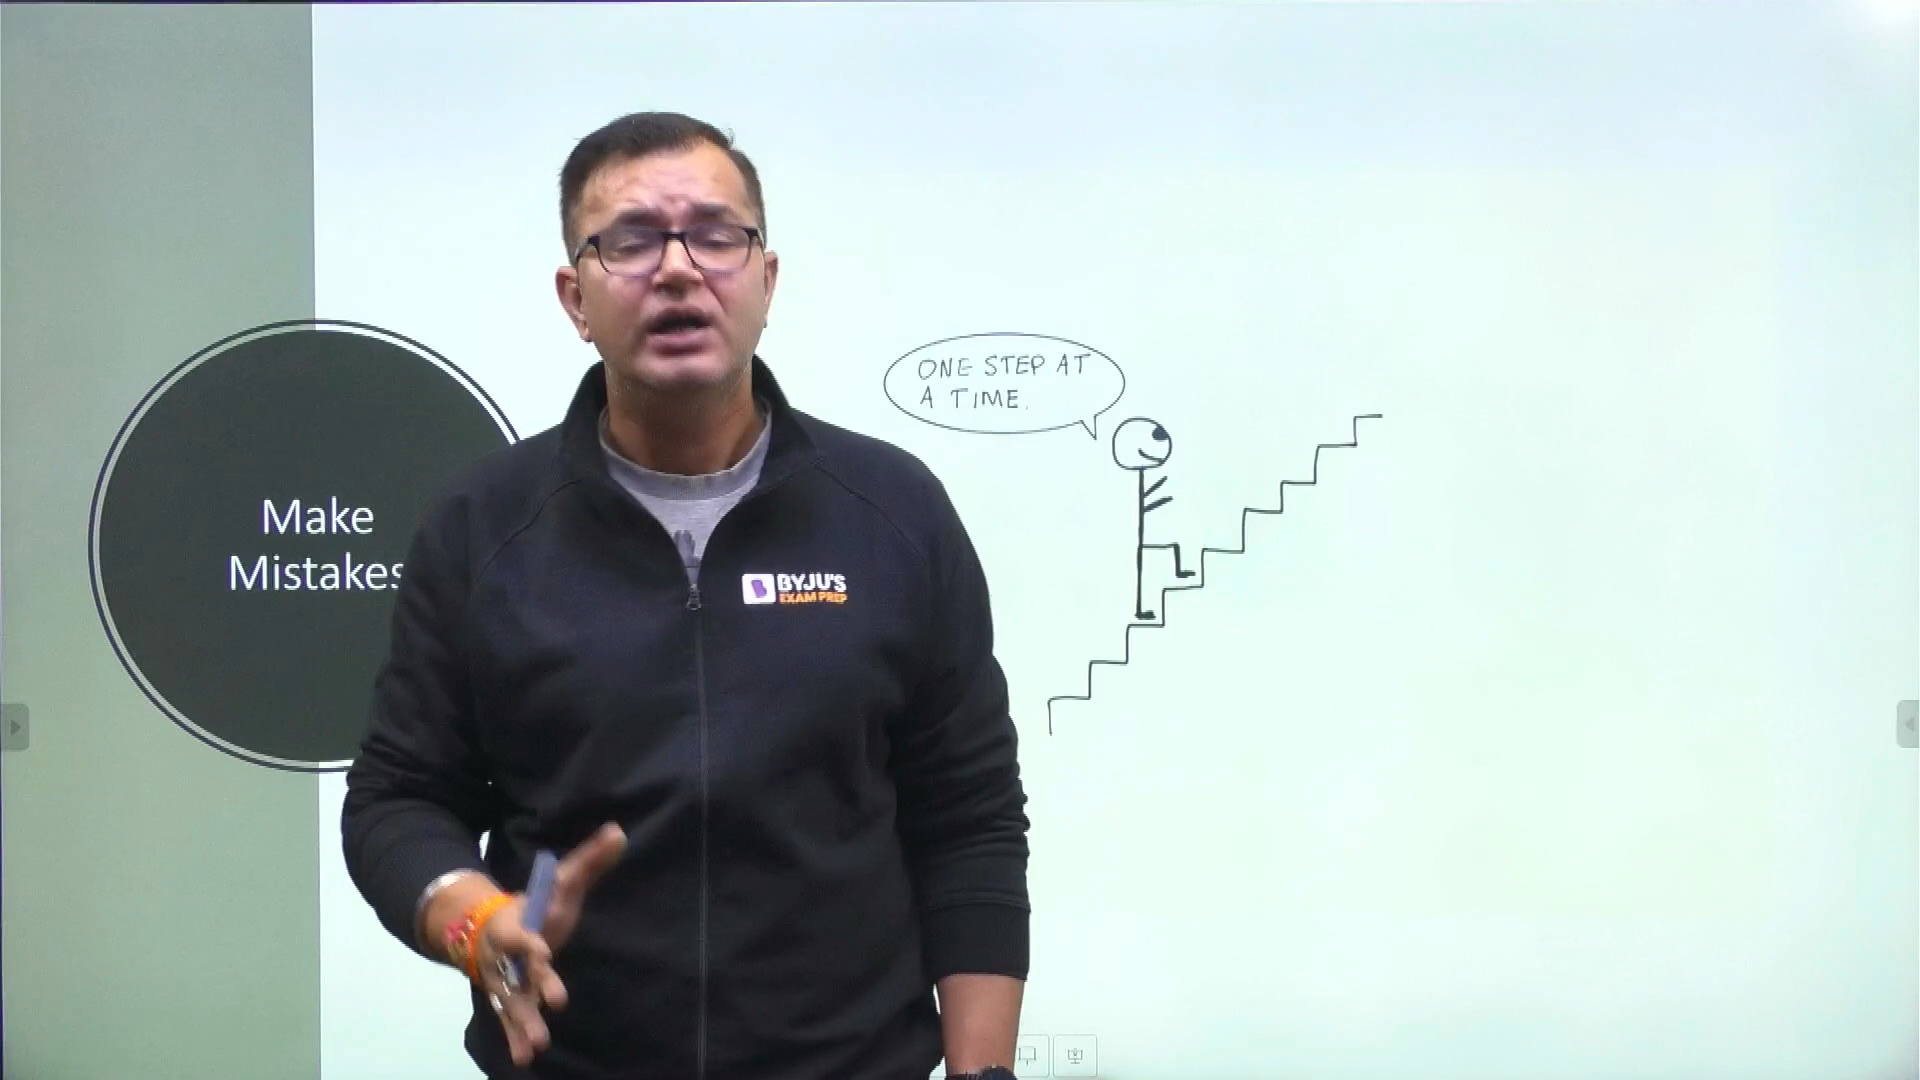 Make
Mistakes
ONE STEP AT
A TIME.
BYJU'S
EXAM PREP